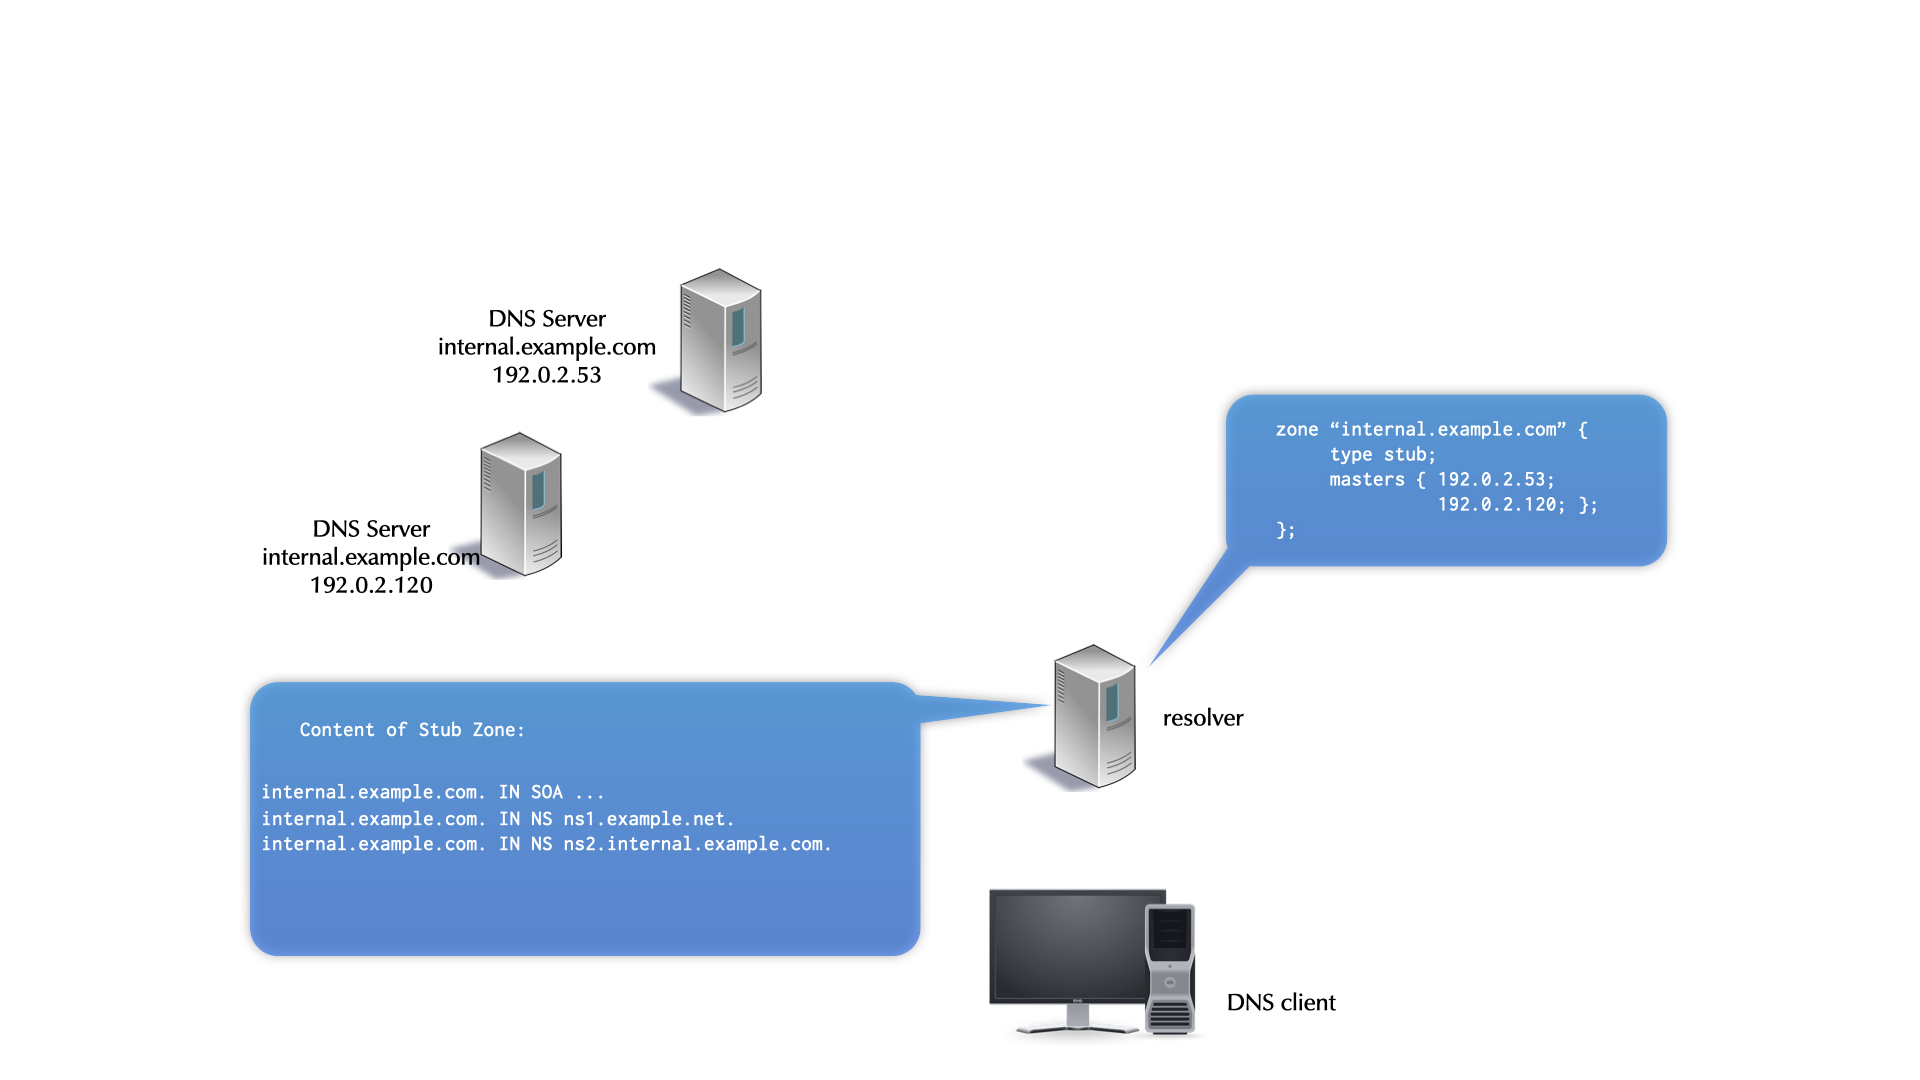 DNS Server
internal.example.com
192.0.2.53
DNS Server
internal.example.com
192.0.2.120
zone “internal.example.com” {
type stub;
masters { 192.0.2.53;
192.0.2.120; };
};
resolver
Content of Stub Zone:
internal.example.com. IN SOA ...
internal.example.com. IN NS ns1.example.net.
internal.example.com. IN NS ns2.internal.example.com.
DNS client